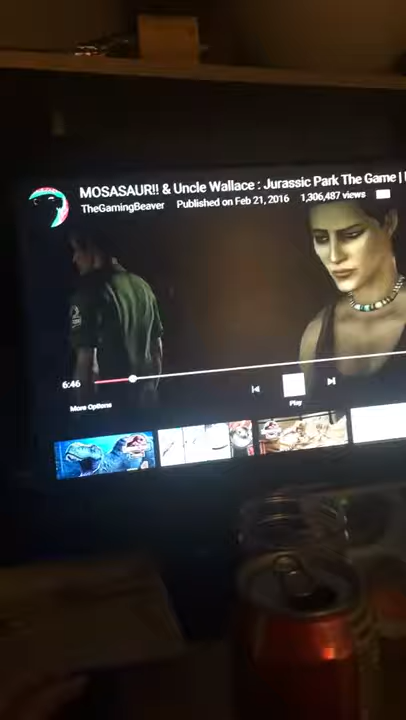 MOSASAUR!! & Uncle Wallace : Jurassic Park The Game |
TheGamingBeaver Published on Feb 21, 2016 1,306,487 views
6:46
More Options
Play